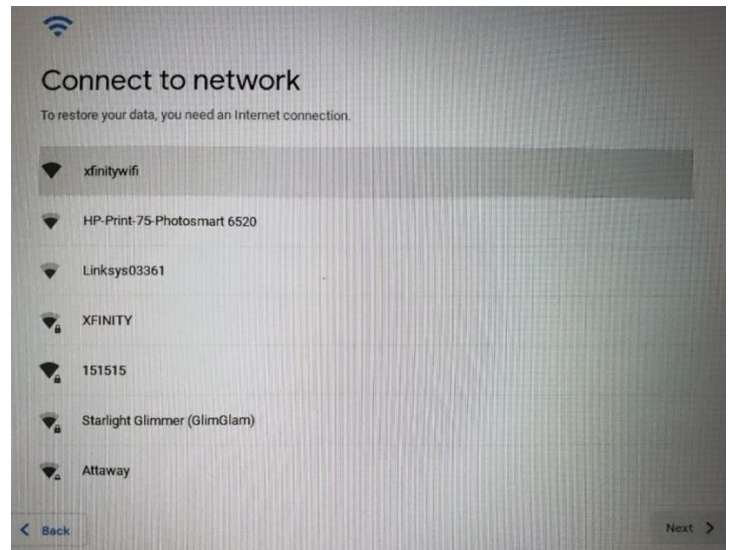 Connect to network
To restore your data, you need an Internet connection.
xfinitywifi
HP-Print-75-Photosmart 6520
Linksys03361
XFINITY
151515
Starlight Glimmer (GlimGlam)
Attaway
Back
Next